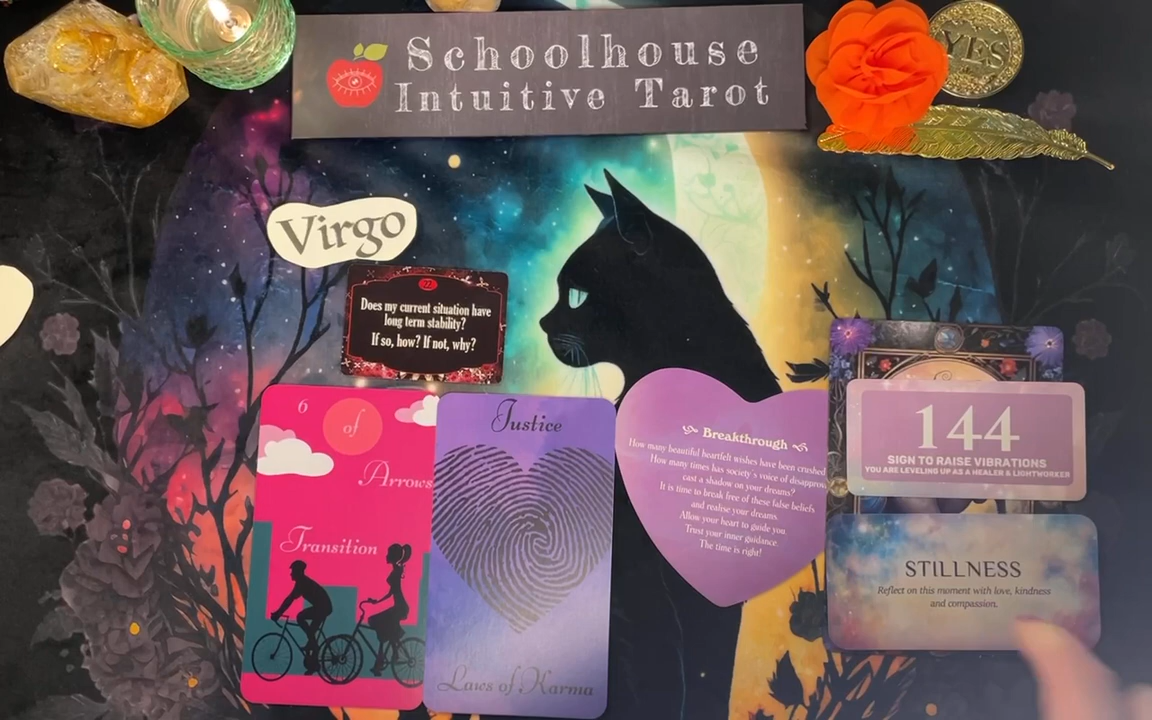 Schoolhouse
Intuitive Tarot
YES
Virgo
22
Does my current situation have
long term stability?
If so, how? If not, why?
6
of
Arrows
Transition
Justice
Laws of Karma
Breakthrough
How many beautiful heartfelt wishes have been crushed
How many times has society's voice of disapprov
cast a shadow on your dreams?
It is time to break free of these false beliefs
and realise your dreams.
Allow your heart to guide you.
Trust your inner guidance.
The time is right!
144
SIGN TO RAISE VIBRATIONS
YOU ARE LEVELING UP AS A HEALER & LIGHTWORKER
STILLNESS
Reflect on this moment with love, kindness
and compassion.